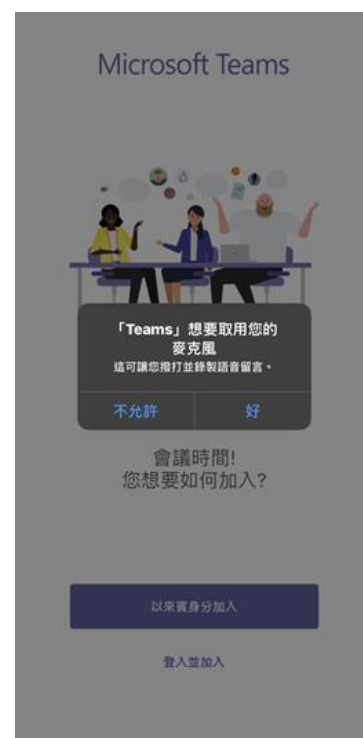 Microsoft Teams
「Teams」想要取用您的
麥克風
這可讓您撥打並錄製語音留言。
不允許
好
會議時間!
您想要如何加入?
以來賓身分加入
登入並加入